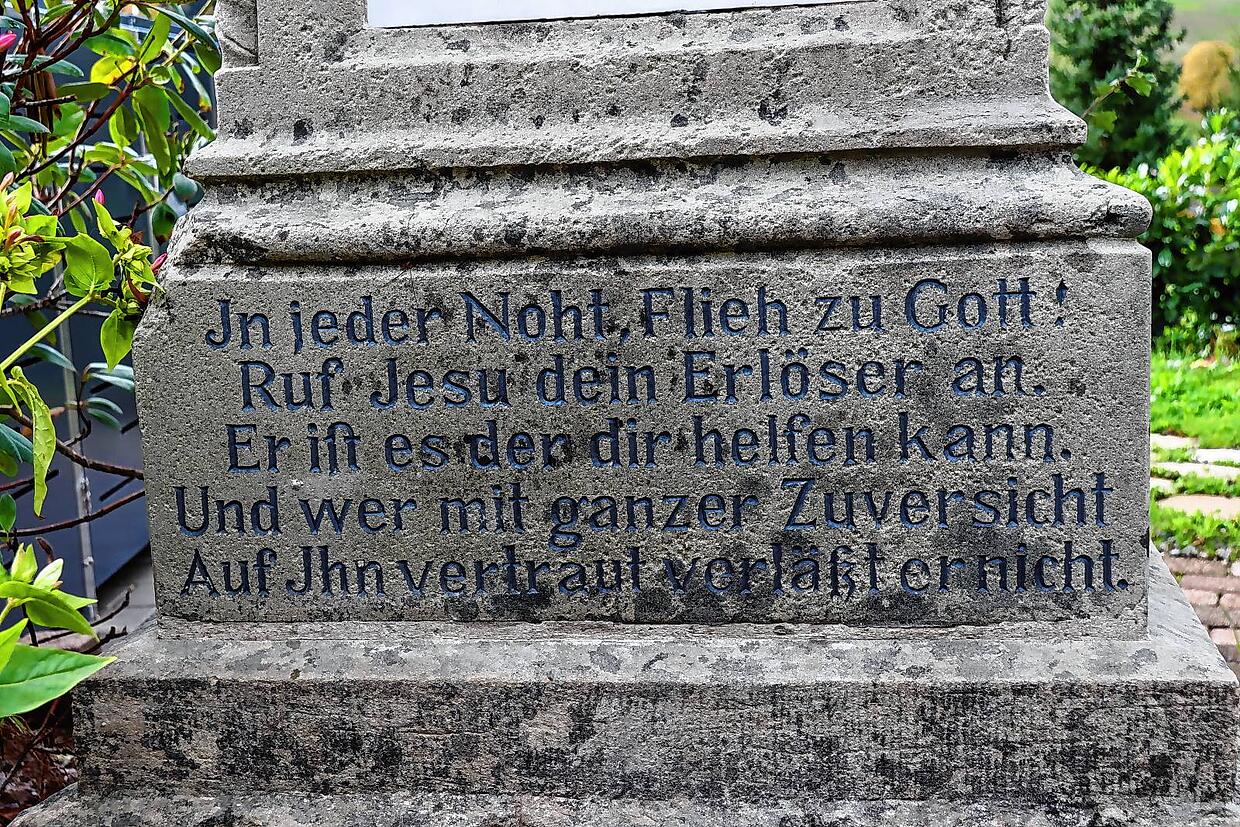 Jn jeder Noht, Flieh zu Gott!
Ruf Jesu dein Erlöser an.
Er iſt es der dir helfen kann.
Und wer mit ganzer Zuversicht
Auf Jhn vertraut verläßt er nicht.